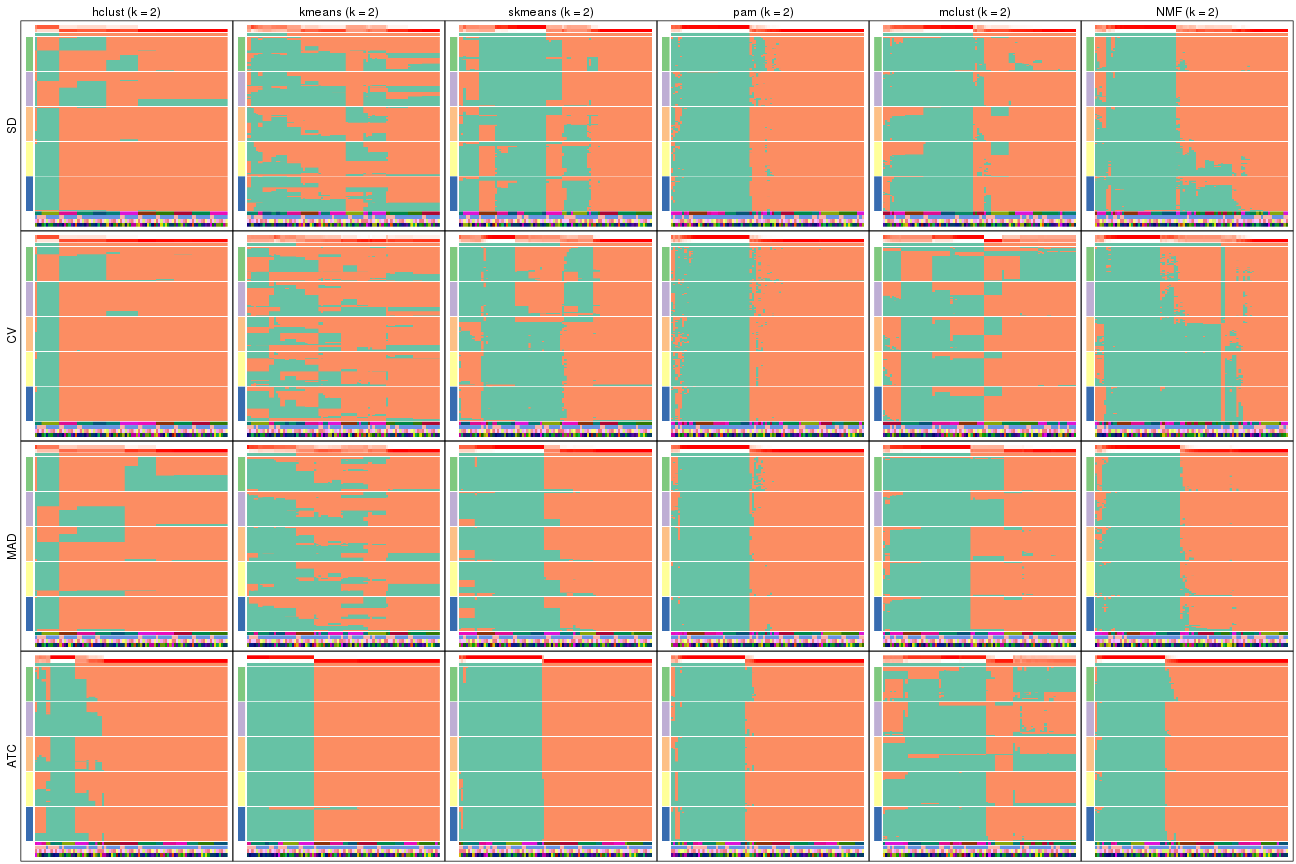 hclust (k = 2) kmeans (k = 2) skmeans (k = 2) pam (k = 2) mclust (k = 2) NMF (k = 2)
SD
CV
MAD
ATC